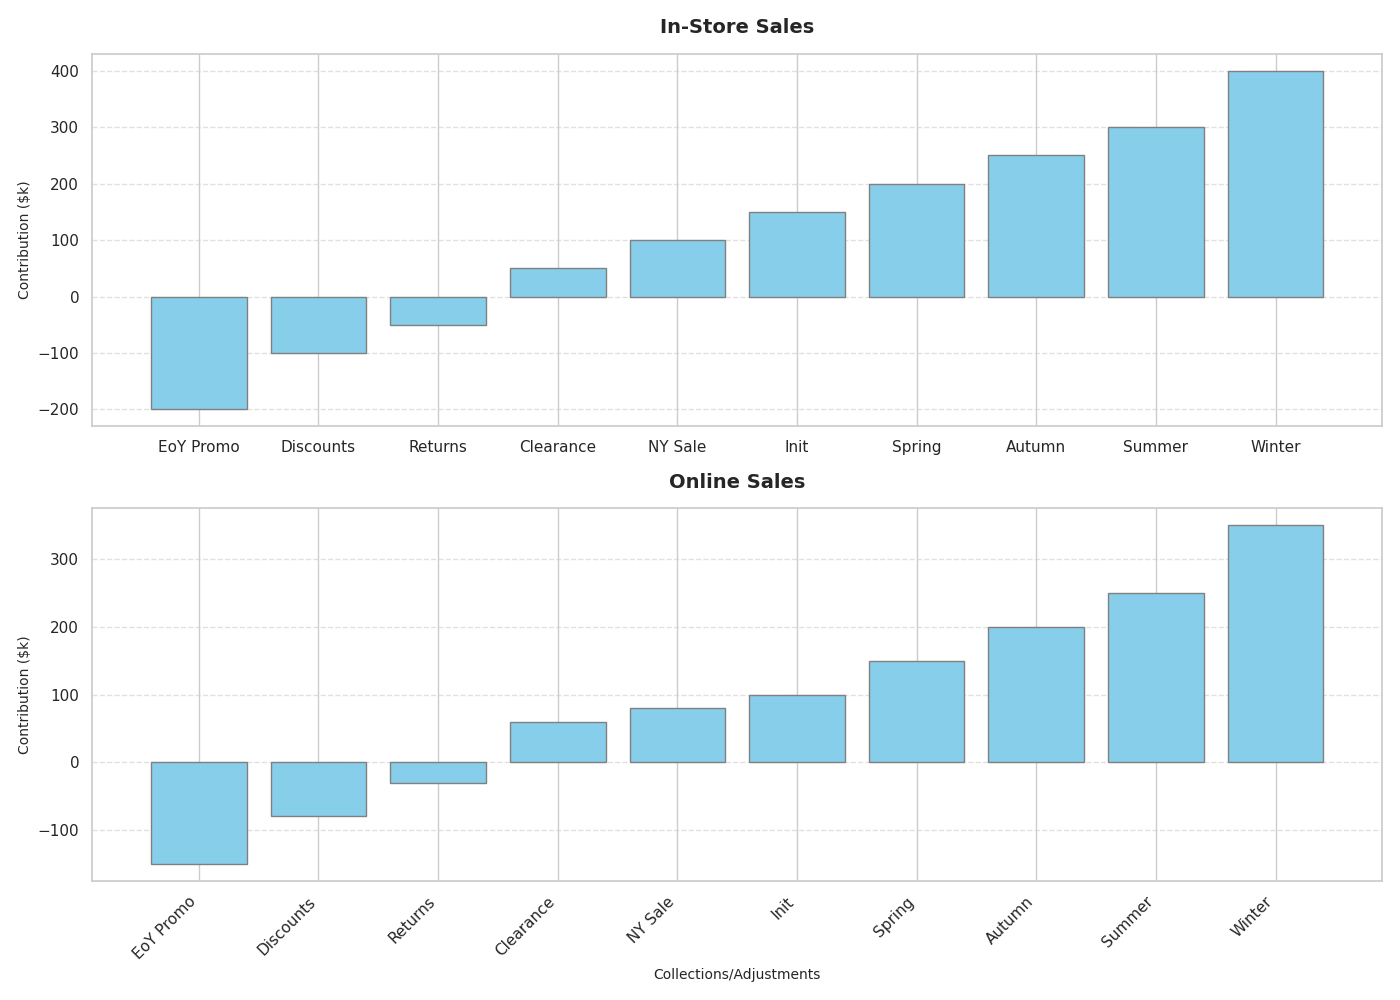 In-Store Sales
Contribution ($k)
400
300
200
100
0
−100
−200
EoY Promo Discounts Returns Clearance NY Sale Init Spring Autumn Summer Winter
Online Sales
Contribution ($k)
300
200
100
0
−100
EoY Promo Discounts Returns Clearance NY Sale Init Spring Autumn Summer Winter
Collections/Adjustments